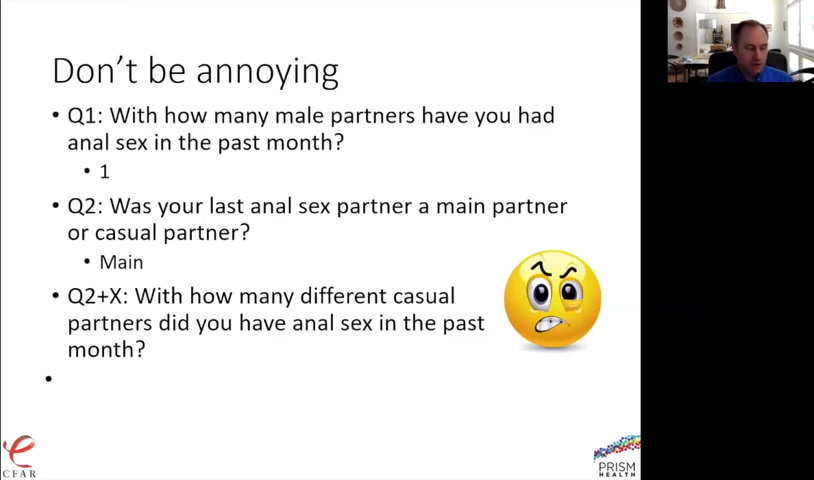 Don't be annoying
• Q1: With how many male partners have you had
anal sex in the past month?
• 1
• Q2: Was your last anal sex partner a main partner
or casual partner?
• Main
• Q2+X: With how many different casual
partners did you have anal sex in the past
month?
•
CFAR
PRISM
HEALTH